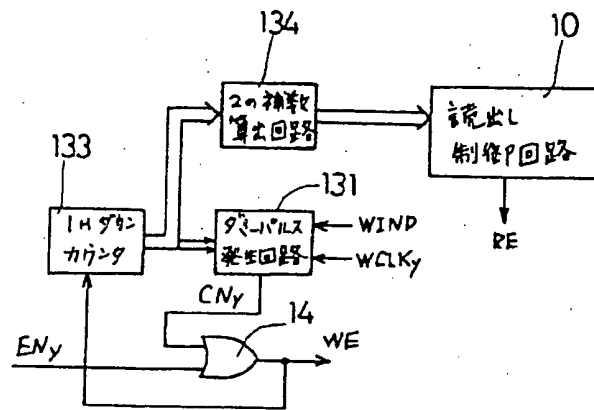 134
2の補数
算出回路
10
読出し
制御回路
RE
133
1Hダウン
カウンタ
131
ダミーパルス
発生回路
WIND
WCLKy
CNy
14
ENy
WE